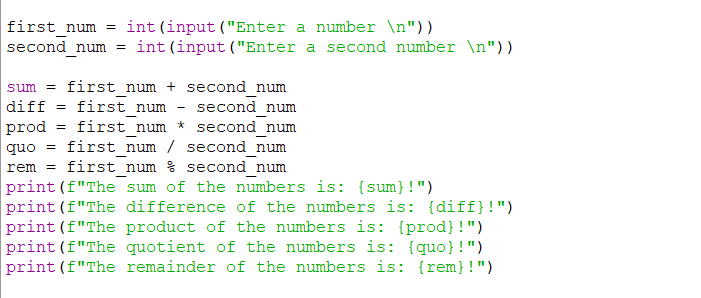 first_num = int(input("Enter a number \n"))
second_num = int(input("Enter a second number \n"))
sum = first_num + second_num
diff = first_num - second_num
prod = first_num * second_num
quo = first_num / second_num
rem = first_num % second_num
print(f"The sum of the numbers is: {sum}!")
print(f"The difference of the numbers is: {diff}!")
print(f"The product of the numbers is: {prod}!")
print(f"The quotient of the numbers is: {quo}!")
print(f"The remainder of the numbers is: {rem}!")